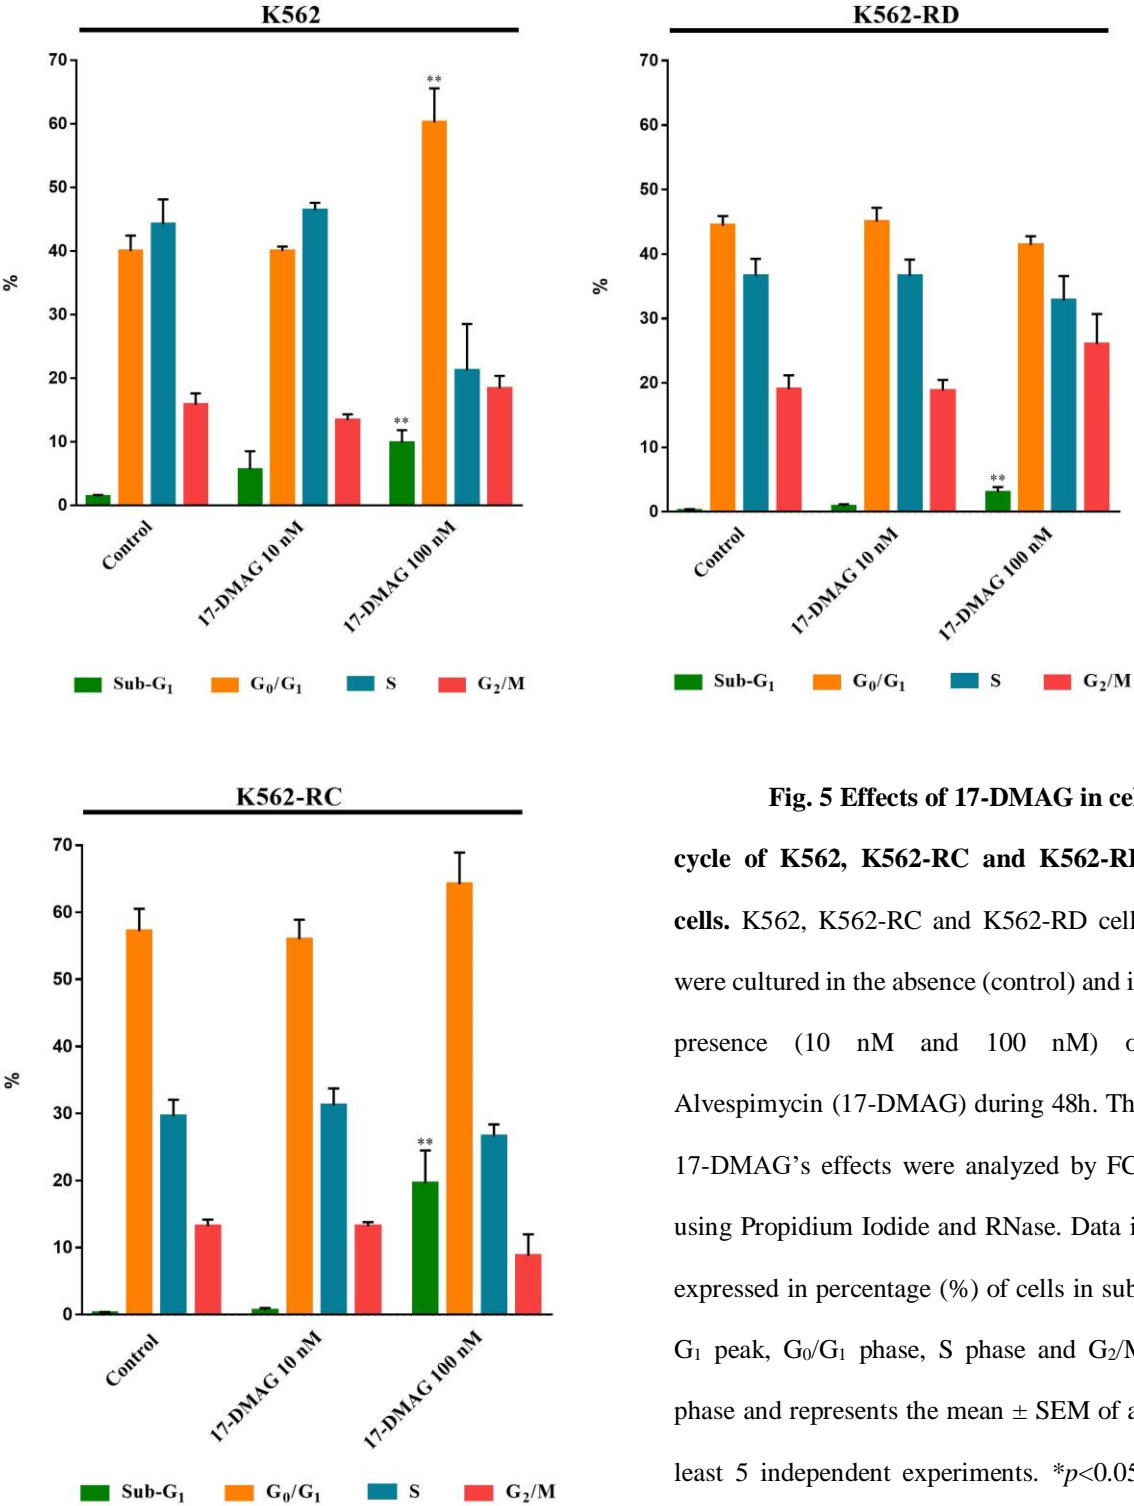 K562
70
60
50
40
30
20
10
0
%
**
**
Control
17-DMAG 10 nM
17-DMAG 100 nM
Sub-G₁ G₀/G₁ S G₂/M
K562-RD
70
60
50
40
30
20
10
0
%
**
Control
17-DMAG 10 nM
17-DMAG 100 nM
Sub-G₁ G₀/G₁ S G₂/M
K562-RC
70
60
50
40
30
20
10
0
%
**
Control
17-DMAG 10 nM
17-DMAG 100 nM
Sub-G₁ G₀/G₁ S G₂/M
Fig. 5 Effects of 17-DMAG in
cycle of K562, K562-RC and
cells. K562, K562-RC and K562-RD
were cultured in the absence (control) and
presence (10 nM and 100 nM)
Alvespimycin (17-DMAG) during 48h.
17-DMAG’s effects were analyzed by
using Propidium Iodide and RNase. Data
expressed in percentage (%) of cells in sub
G₁ peak, G₀/G₁ phase, S phase and
phase and represents the mean ± SEM of
least 5 independent experiments. *p<0.05